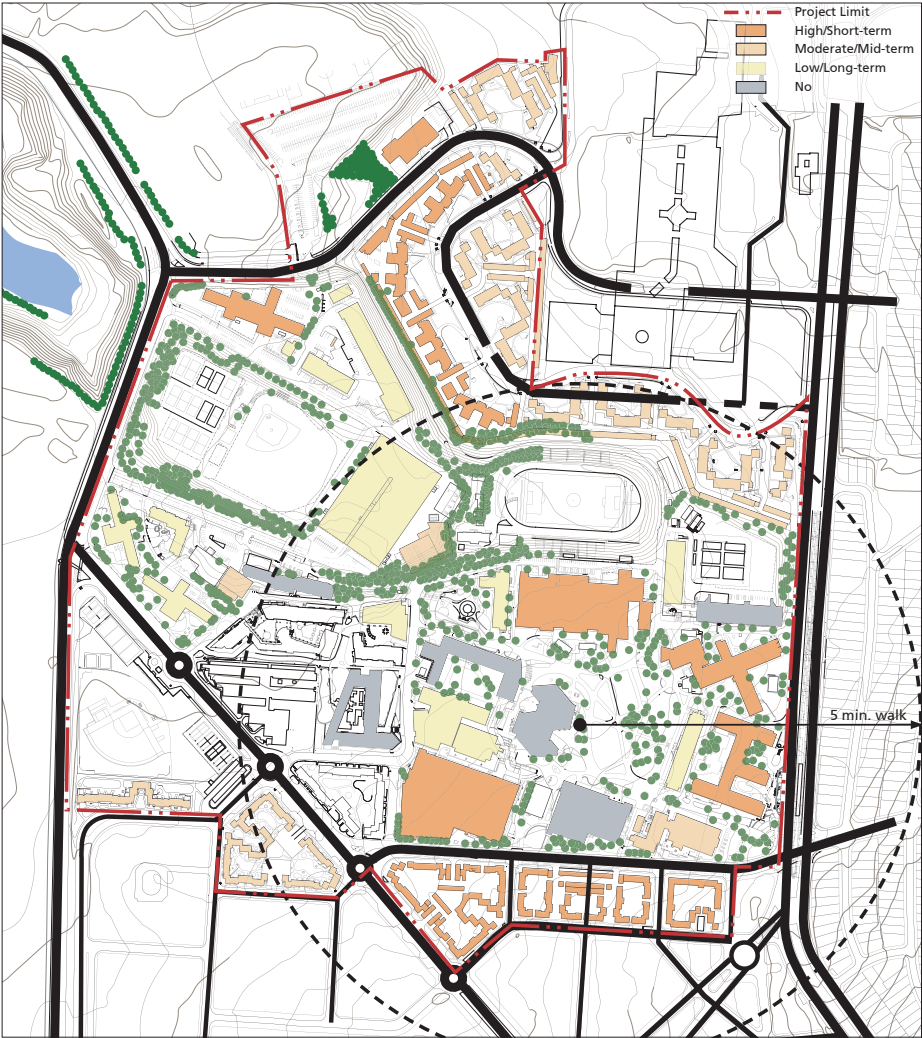 Project Limit
High/Short-term
Moderate/Mid-term
Low/Long-term
No
5 min. walk